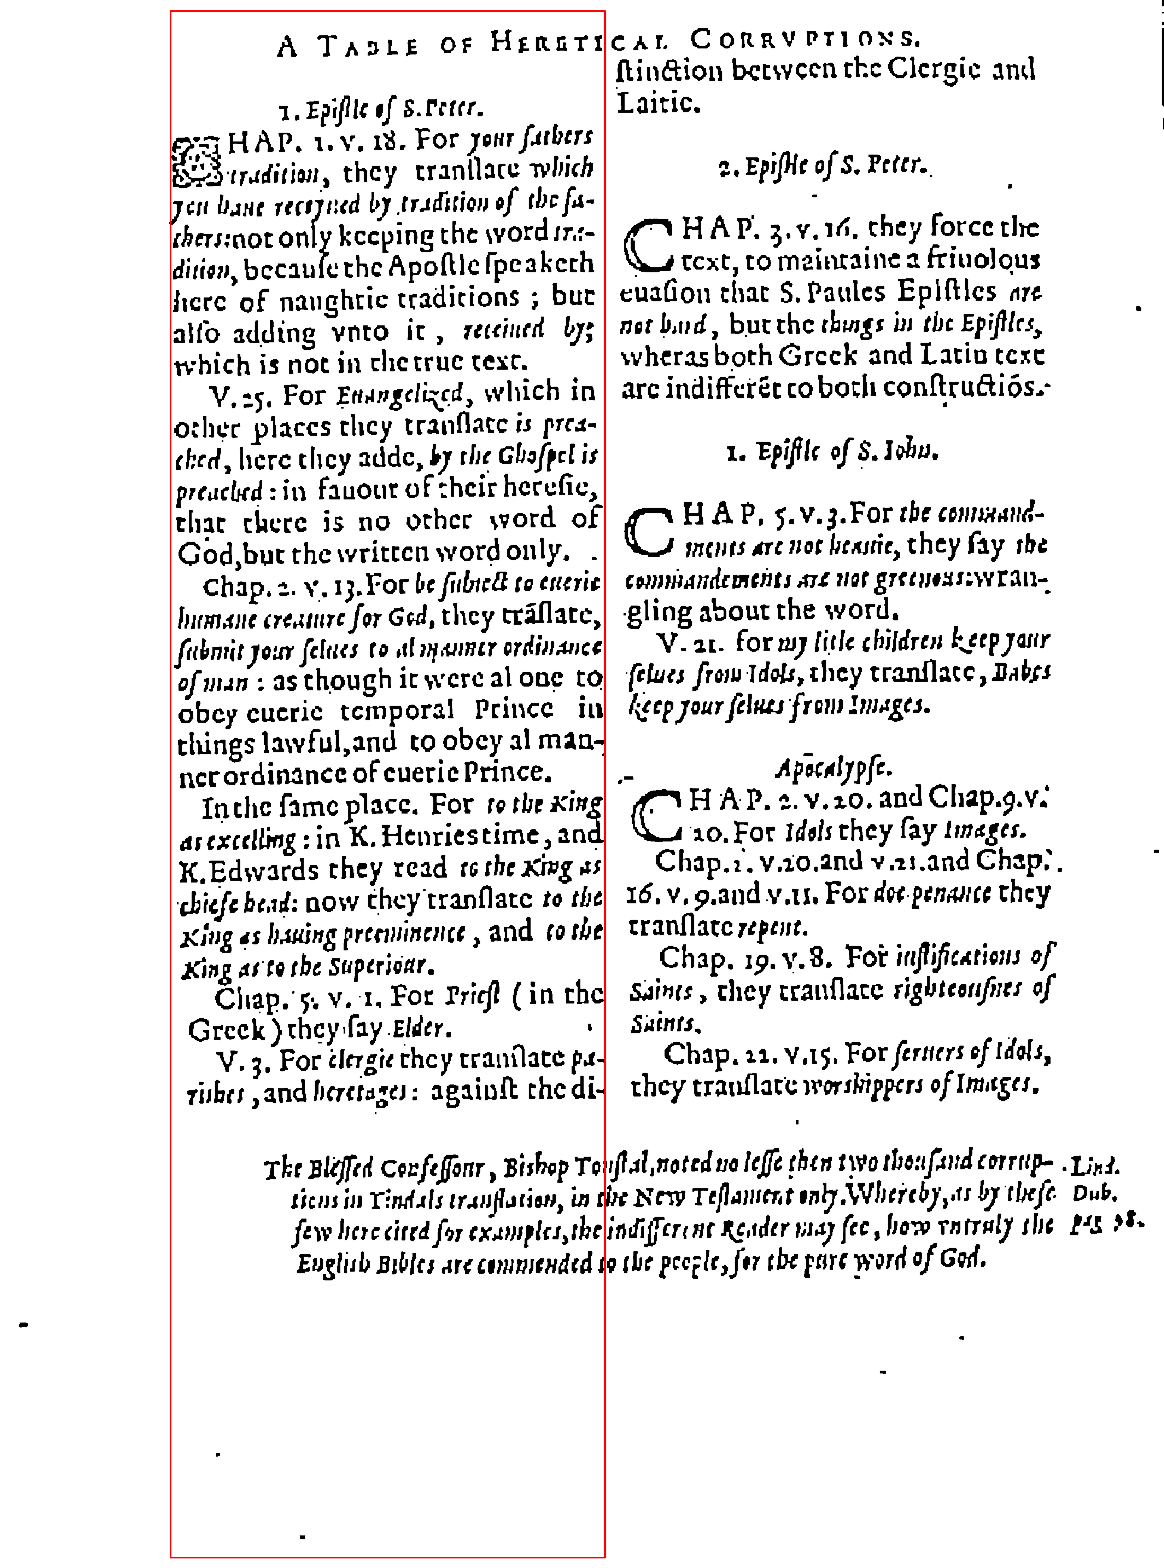 A TABLE OF HERETICAL CORRVPTIONS.
1. Epiſtle of S. Peter.
CHAP. 1. v. 18. For your fathers
tradition, they tranſlate which
you haue receyued by tradition of the fa-
thers: not only keeping the word tra-
dition, becauſe the Apoſtle ſpeaketh
here of naughtie traditions ; but
alſo adding vnto it , receiued by;
which is not in the true text.
V. 25. For Euangelized, which in
other places they tranſlate is prea-
ched, here they adde, by the Ghoſpel is
preached : in fauour of their hereſie,
that there is no other word of
God, but the written word only.
Chap. 2. v. 13. For be ſubiect to euerie
humane creature for God, they trãſlate,
ſubmit your ſelues to al manner ordinance
of man : as though it were al one to
obey euerie temporal Prince in
things lawful, and to obey al man-
ner ordinance of euerie Prince.
In the ſame place. For to the King
as excelling : in K. Henries time, and
K. Edwards they read to the King as
chiefe head: now they tranſlate to the
King as hauing preeminence , and to the
King as to the Superiour.
Chap. 5. v. 1. For Prieſt ( in the
Greek ) they ſay Elder.
V. 3. For clergie they tranſlate pa-
rishes , and heretages : againſt the di-
ſtinction between the Clergie and
Laitie.
2. Epiſtle of S. Peter.
CHAP. 3. v. 16. they force the
text, to maintaine a friuolous
euaſion that S. Paules Epiſtles are
not hard, but the things in the Epiſtles,
wheras both Greek and Latin text
are indifferẽt to both conſtructiõs.
1. Epiſtle of S. Iohn.
CHAP. 5. v. 3. For the command-
ments are not heauie, they ſay the
commandements are not greeuous: wran-
gling about the word.
V. 21. for my litle children keep your
ſelues from Idols, they tranſlate, Babes
keep your ſelues from Images.
Apocalypſe.
CHAP. 2. v. 20. and Chap. 9. v.
20. For Idols they ſay Images.
Chap. 2. v. 20. and v. 21. and Chap.
16. v. 9. and v. 11. For doe penance they
tranſlate repent.
Chap. 19. v. 8. For iuſtifications of
Saints , they tranſlate righteouſnes of
Saints.
Chap. 22. v. 15. For ſeruers of Idols,
they tranſlate worshippers of Images.
The Bleſſed Confeſſour, Bishop Tonſtal, noted no leſſe then two thouſand corrup-
tions in Tindals tranſlation, in the New Teſtament only. Whereby, as by theſe
few here cited for examples, the indifferent Reader may ſee, how vntruly the
English Bibles are commended to the people, for the pure word of God.
Lind.
Dub.
pag. 98.